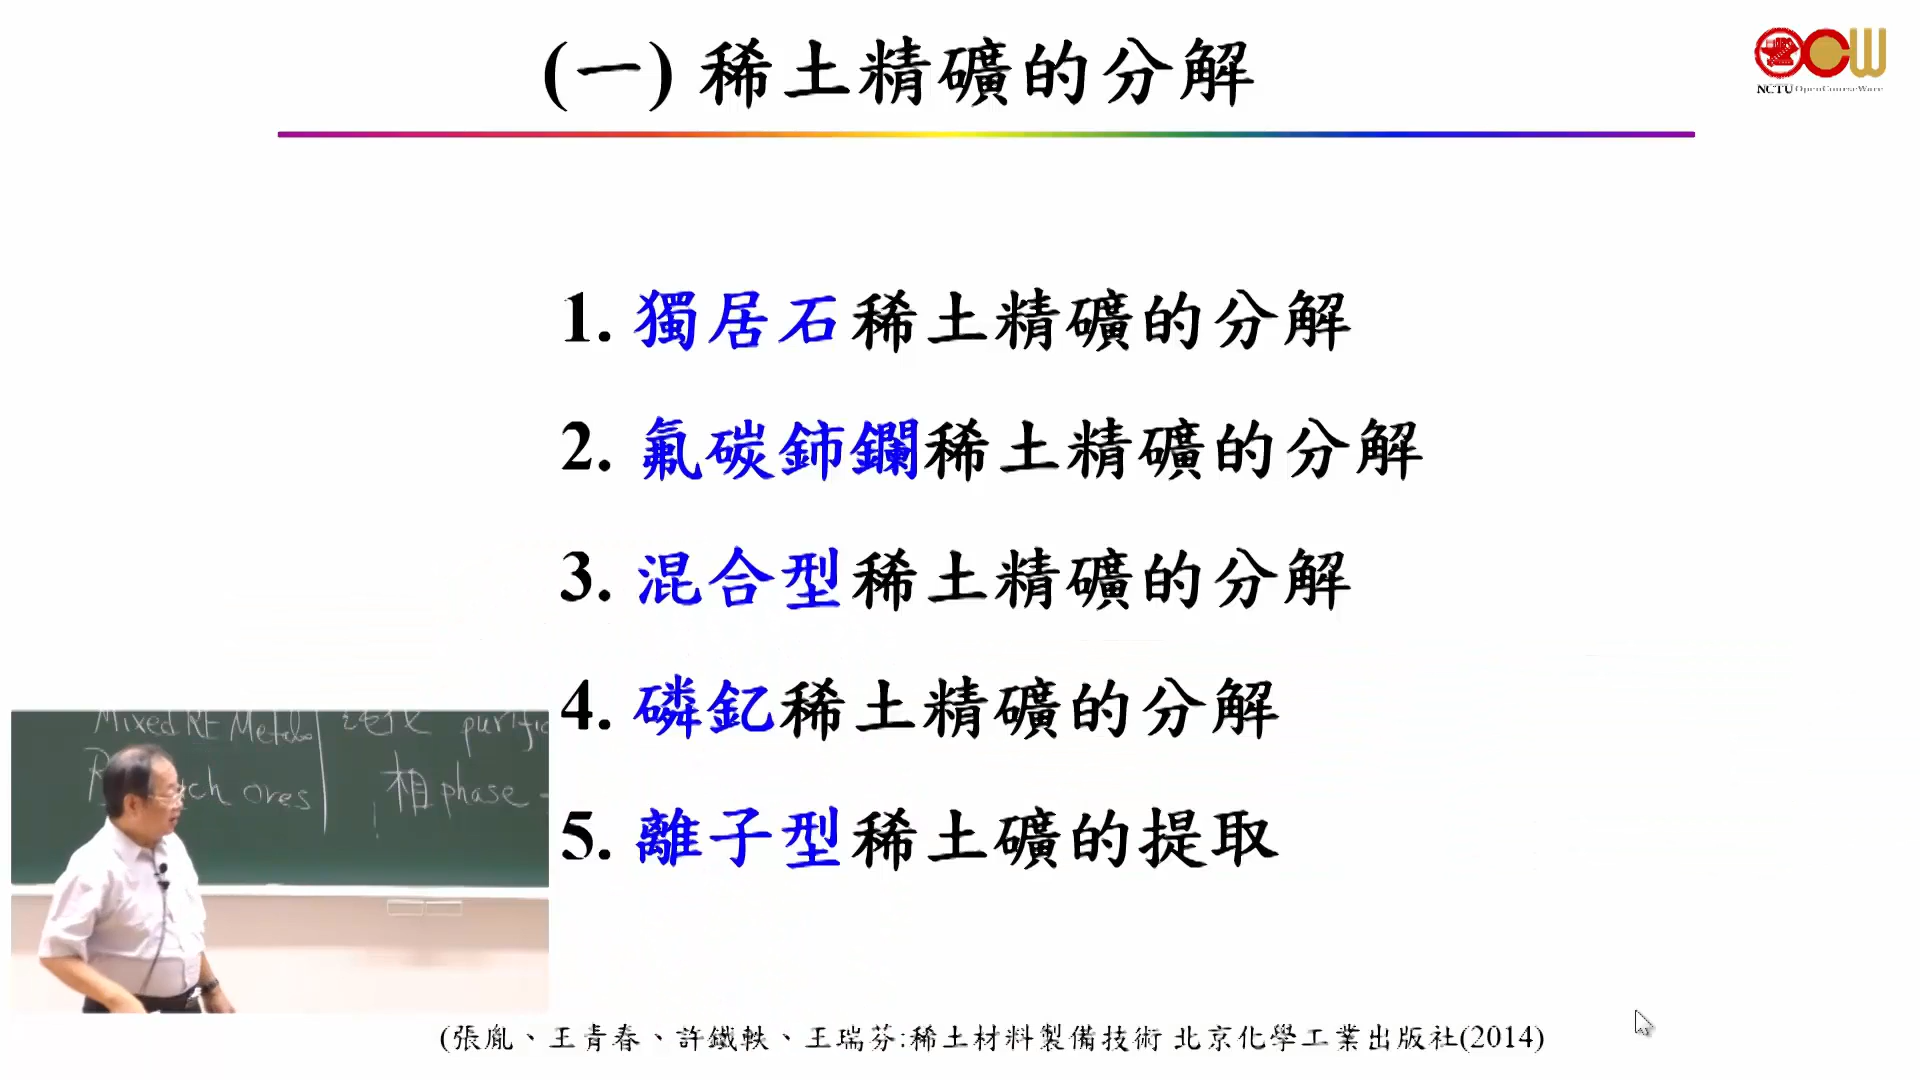 (一) 稀土精礦的分解
NCTU OpenCourseWare
1. 獨居石稀土精礦的分解
2. 氟碳鈰鑭稀土精礦的分解
3. 混合型稀土精礦的分解
4. 磷釔稀土精礦的分解
5. 離子型稀土礦的提取
Mixed RE Metals
ores
相 phase
(張胤、王青春、許鐵軼、王瑞芬:稀土材料製備技術 北京化學工業出版社(2014)